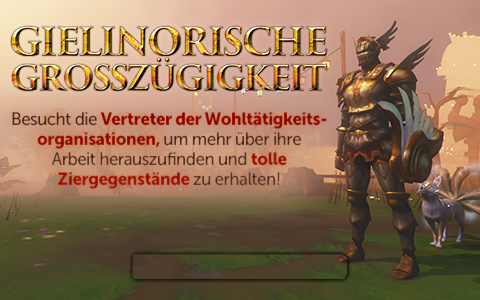 GIELINORISCHE
GROSSZÜGIGKEIT
Besucht die Vertreter der Wohltätigkeits-
organisationen, um mehr über ihre
Arbeit herauszufinden und tolle
Ziergegenstände zu erhalten!